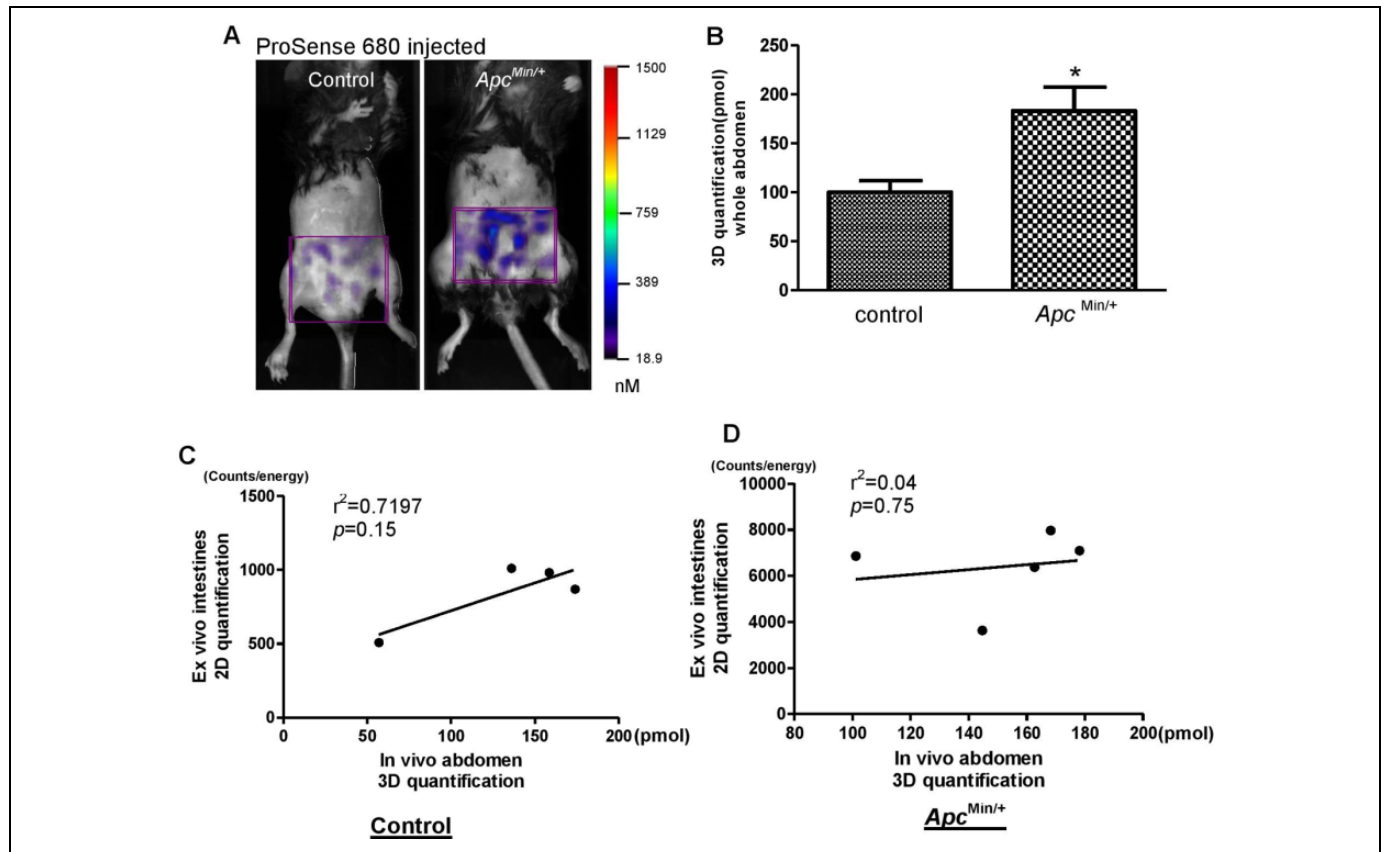 A
ProSense 680 injected
Control
Apc Min/+
1500
1129
759
389
18.9
nM
B
3D quantification(pmol)
whole abdomen
250
200
150
100
50
0
*
control
Apc Min/+
C
(Counts/energy)
Ex vivo intestines
2D quantification
1500
1000
500
0
r2=0.7197
p=0.15
0 50 100 150 200 (pmol)
In vivo abdomen
3D quantification
Control
D
(Counts/energy)
Ex vivo intestines
2D quantification
10000
8000
6000
4000
2000
0
r2=0.04
p=0.75
80 100 120 140 160 180 200(pmol)
In vivo abdomen
3D quantification
Apc Min/+